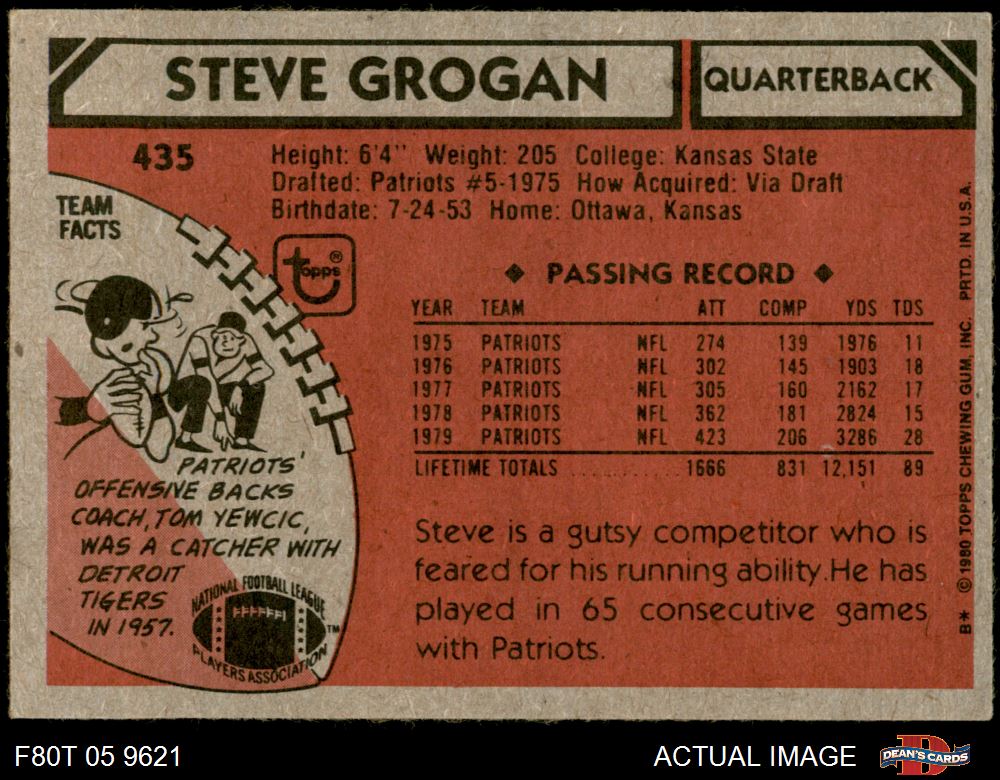 STEVE GROGAN
QUARTERBACK
435
Height: 6'4" Weight: 205 College: Kansas State
Drafted: Patriots #5-1975 How Acquired: Via Draft
Birthdate: 7-24-53 Home: Ottawa, Kansas
TEAM
FACTS
topps®
PATRIOTS'
OFFENSIVE BACKS
COACH, TOM YEWCIC,
WAS A CATCHER WITH
DETROIT
TIGERS
IN 1957.
NATIONAL FOOTBALL LEAGUE
PLAYERS ASSOCIATION
TM
◆ PASSING RECORD ◆
YEAR TEAM ATT COMP YDS TDS
1975 PATRIOTS NFL 274 139 1976 11
1976 PATRIOTS NFL 302 145 1903 18
1977 PATRIOTS NFL 305 160 2162 17
1978 PATRIOTS NFL 362 181 2824 15
1979 PATRIOTS NFL 423 206 3286 28
LIFETIME TOTALS .......... 1666 831 12,151 89
Steve is a gutsy competitor who is
feared for his running ability.He has
played in 65 consecutive games
with Patriots.
B* © 1980 TOPPS CHEWING GUM, INC. PRTD. IN U.S.A.
F80T 05 9621
ACTUAL IMAGE
DEAN'S CARDS